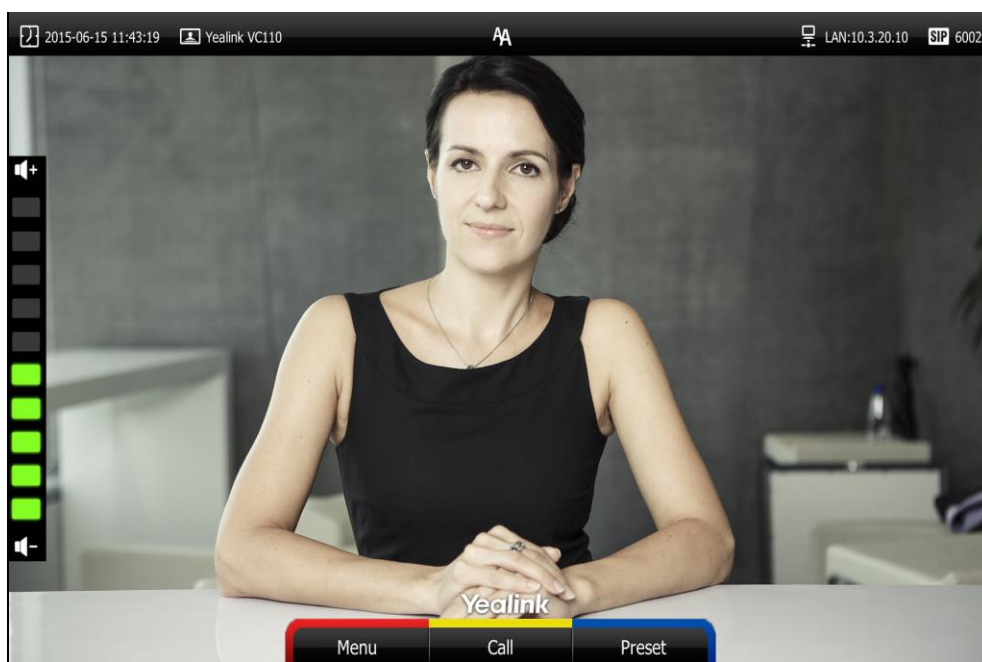 2015-06-15 11:43:19 Yealink VC110 AA LAN:10.3.20.10 SIP 6002
Yealink
Menu Call Preset